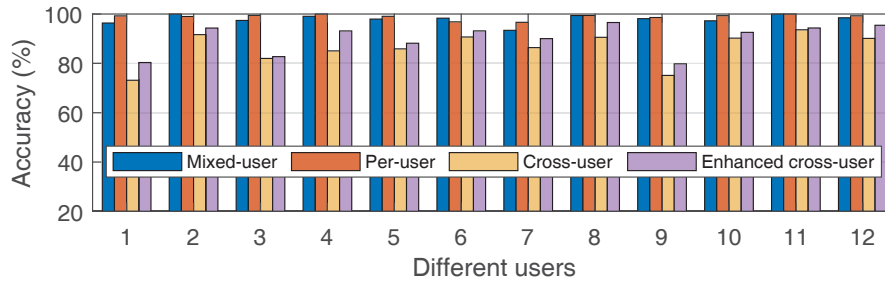 Accuracy (%)
100
80
60
40
20
Mixed-user Per-user Cross-user Enhanced cross-user
1 2 3 4 5 6 7 8 9 10 11 12
Different users